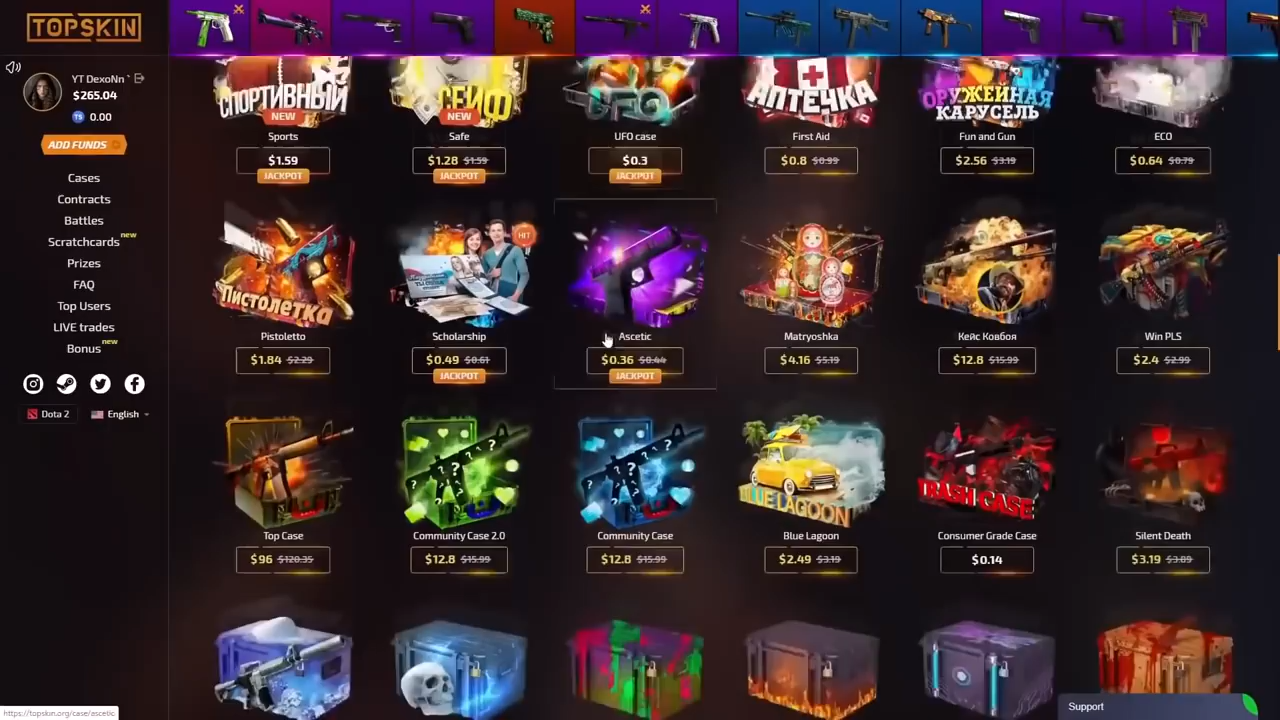 TOPSKIN
YT DexoNn
$265.04
TS 0.00
ADD FUNDS
Cases
Contracts
Battles
Scratchcards new
Prizes
FAQ
Top Users
LIVE trades
Bonus new
Dota 2
English
СПОРТИВНЫЙ
СЕЙФ
UFO
АПТЕЧКА
ОРУЖЕЙНАЯ
КАРУСЕЛЬ
NEW
NEW
Sports
Safe
UFO case
First Aid
Fun and Gun
ECO
$1.59
$1.28 $1.59
$0.3
$0.8 $0.99
$2.56 $3.19
$0.64 $0.79
JACKPOT
JACKPOT
JACKPOT
Пистолетка
HIT
Pistoletto
Scholarship
Ascetic
Matryoshka
Кейс Ковбоя
Win PLS
$1.84 $2.29
$0.49 $0.61
$0.36 $0.44
$4.16 $5.19
$12.8 $15.99
$2.4 $2.99
JACKPOT
JACKPOT
BLUE LAGOON
TRASH CASE
Top Case
Community Case 2.0
Community Case
Blue Lagoon
Consumer Grade Case
Silent Death
$96 $120.35
$12.8 $15.99
$12.8 $15.99
$2.49 $3.19
$0.14
$3.19 $3.89
Support
https://topskin.org/case/ascetic